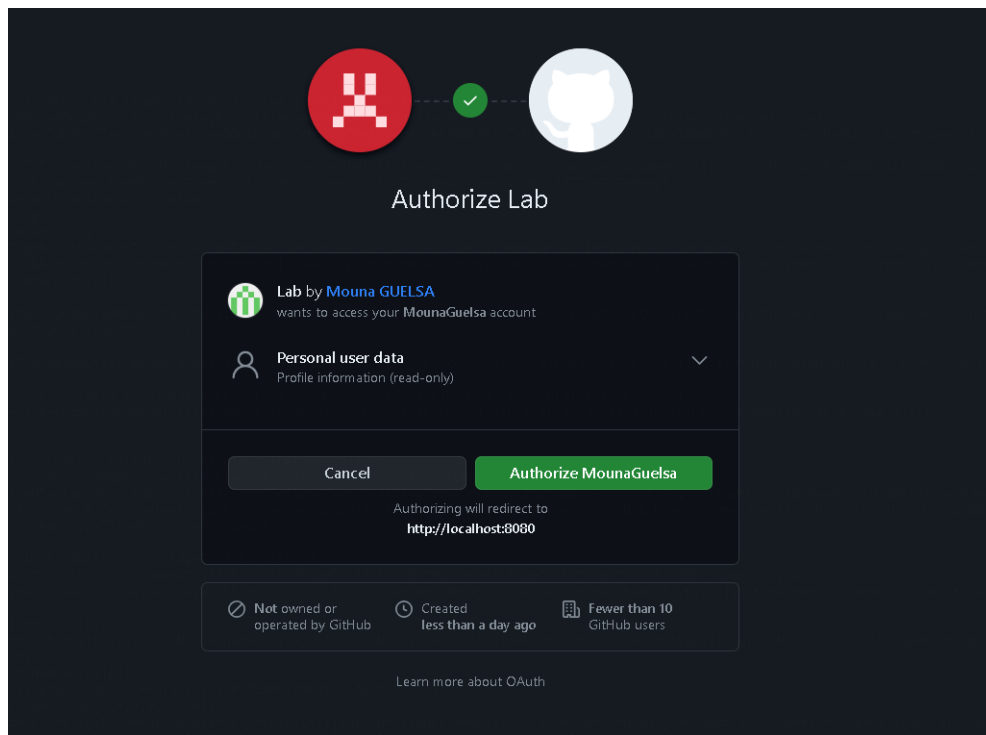 Authorize Lab
Lab by Mouna GUELSA
wants to access your MounaGuelsa account
Personal user data
Profile information (read-only)
Cancel
Authorize MounaGuelsa
Authorizing will redirect to
http://localhost:8080
Not owned or
operated by GitHub
Created
less than a day ago
Fewer than 10
GitHub users
Learn more about OAuth